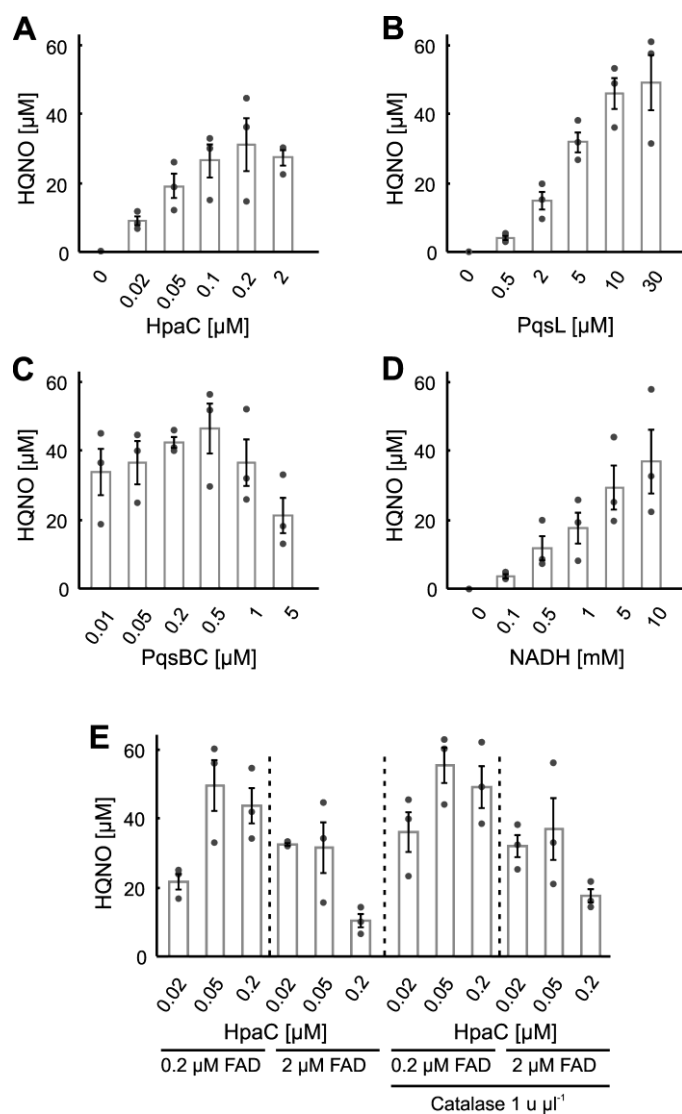 A
B
60
40
20
0
HQNO [µM]
0
0.02
0.05
0.1
0.2
2
HpaC [µM]
60
40
20
0
HQNO [µM]
0
0.5
2
5
10
30
PqsL [µM]
C
D
60
40
20
0
HQNO [µM]
0.01
0.05
0.2
0.5
1
5
PqsBC [µM]
60
40
20
0
HQNO [µM]
0
0.1
0.5
1
5
10
NADH [mM]
E
60
40
20
0
HQNO [µM]
0.02
0.05
0.2
0.02
0.05
0.2
0.02
0.05
0.2
0.02
0.05
0.2
HpaC [µM]
HpaC [µM]
0.2 µM FAD
2 µM FAD
0.2 µM FAD
2 µM FAD
Catalase 1 u µl⁻¹